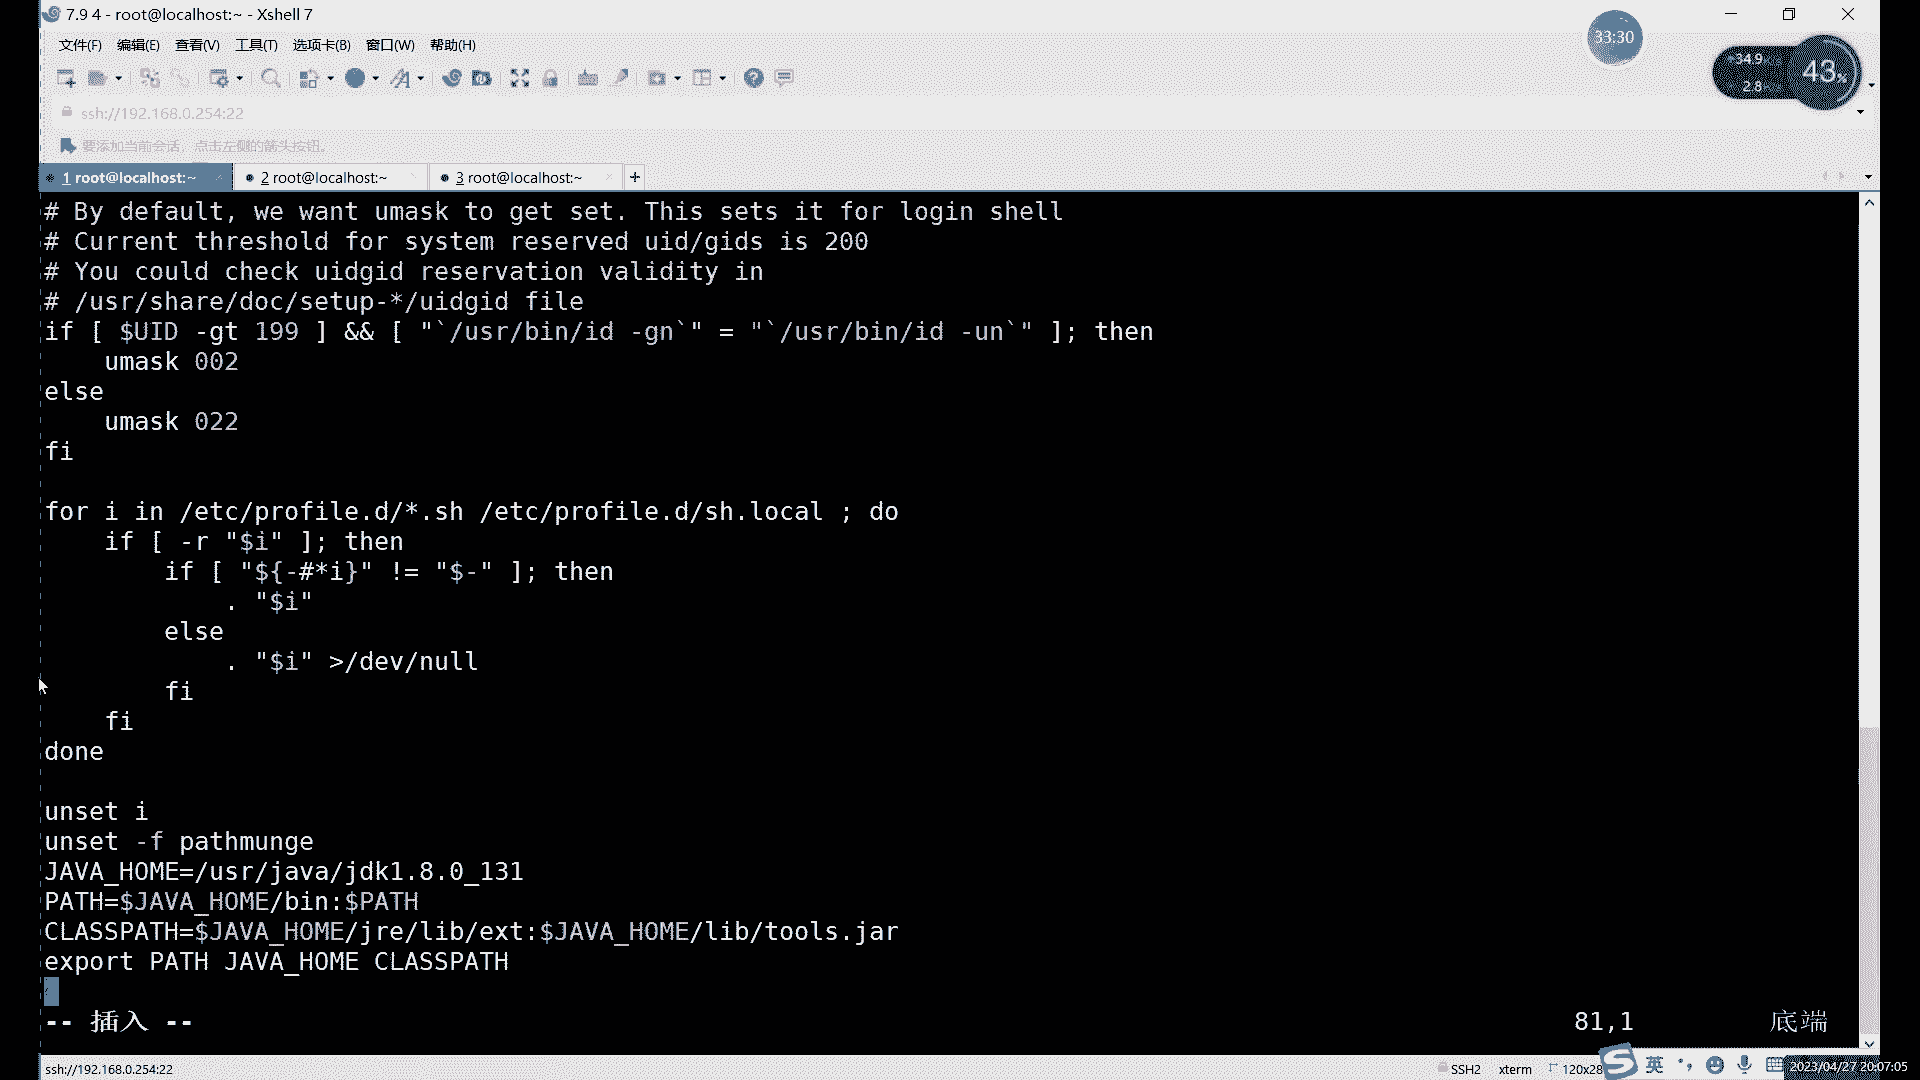 7.9 4 - root@localhost:~ - Xshell 7
33:30
文件(F) 编辑(E) 查看(V) 工具(T) 选项卡(B) 窗口(W) 帮助(H)
34.9
43%
2.8
ssh://192.168.0.254:22
要添加当前会话，点击左侧的箭头按钮。
1 root@localhost:~ 2 root@localhost:~ 3 root@localhost:~ +
# By default, we want umask to get set. This sets it for login shell
# Current threshold for system reserved uid/gids is 200
# You could check uidgid reservation validity in
# /usr/share/doc/setup-*/uidgid file
if [ $UID -gt 199 ] && [ "`/usr/bin/id -gn`" = "`/usr/bin/id -un`" ]; then
    umask 002
else
    umask 022
fi
for i in /etc/profile.d/*.sh /etc/profile.d/sh.local ; do
    if [ -r "$i" ]; then
        if [ "${-#*i}" != "$-" ]; then
            . "$i"
        else
            . "$i" >/dev/null
        fi
    fi
done
unset i
unset -f pathmunge
JAVA_HOME=/usr/java/jdk1.8.0_131
PATH=$JAVA_HOME/bin:$PATH
CLASSPATH=$JAVA_HOME/jre/lib/ext:$JAVA_HOME/lib/tools.jar
export PATH JAVA_HOME CLASSPATH
-- 插入 -- 81,1 底端
ssh://192.168.0.254:22 SSH2 xterm 120x28 英 2023/04/27 20:07:05